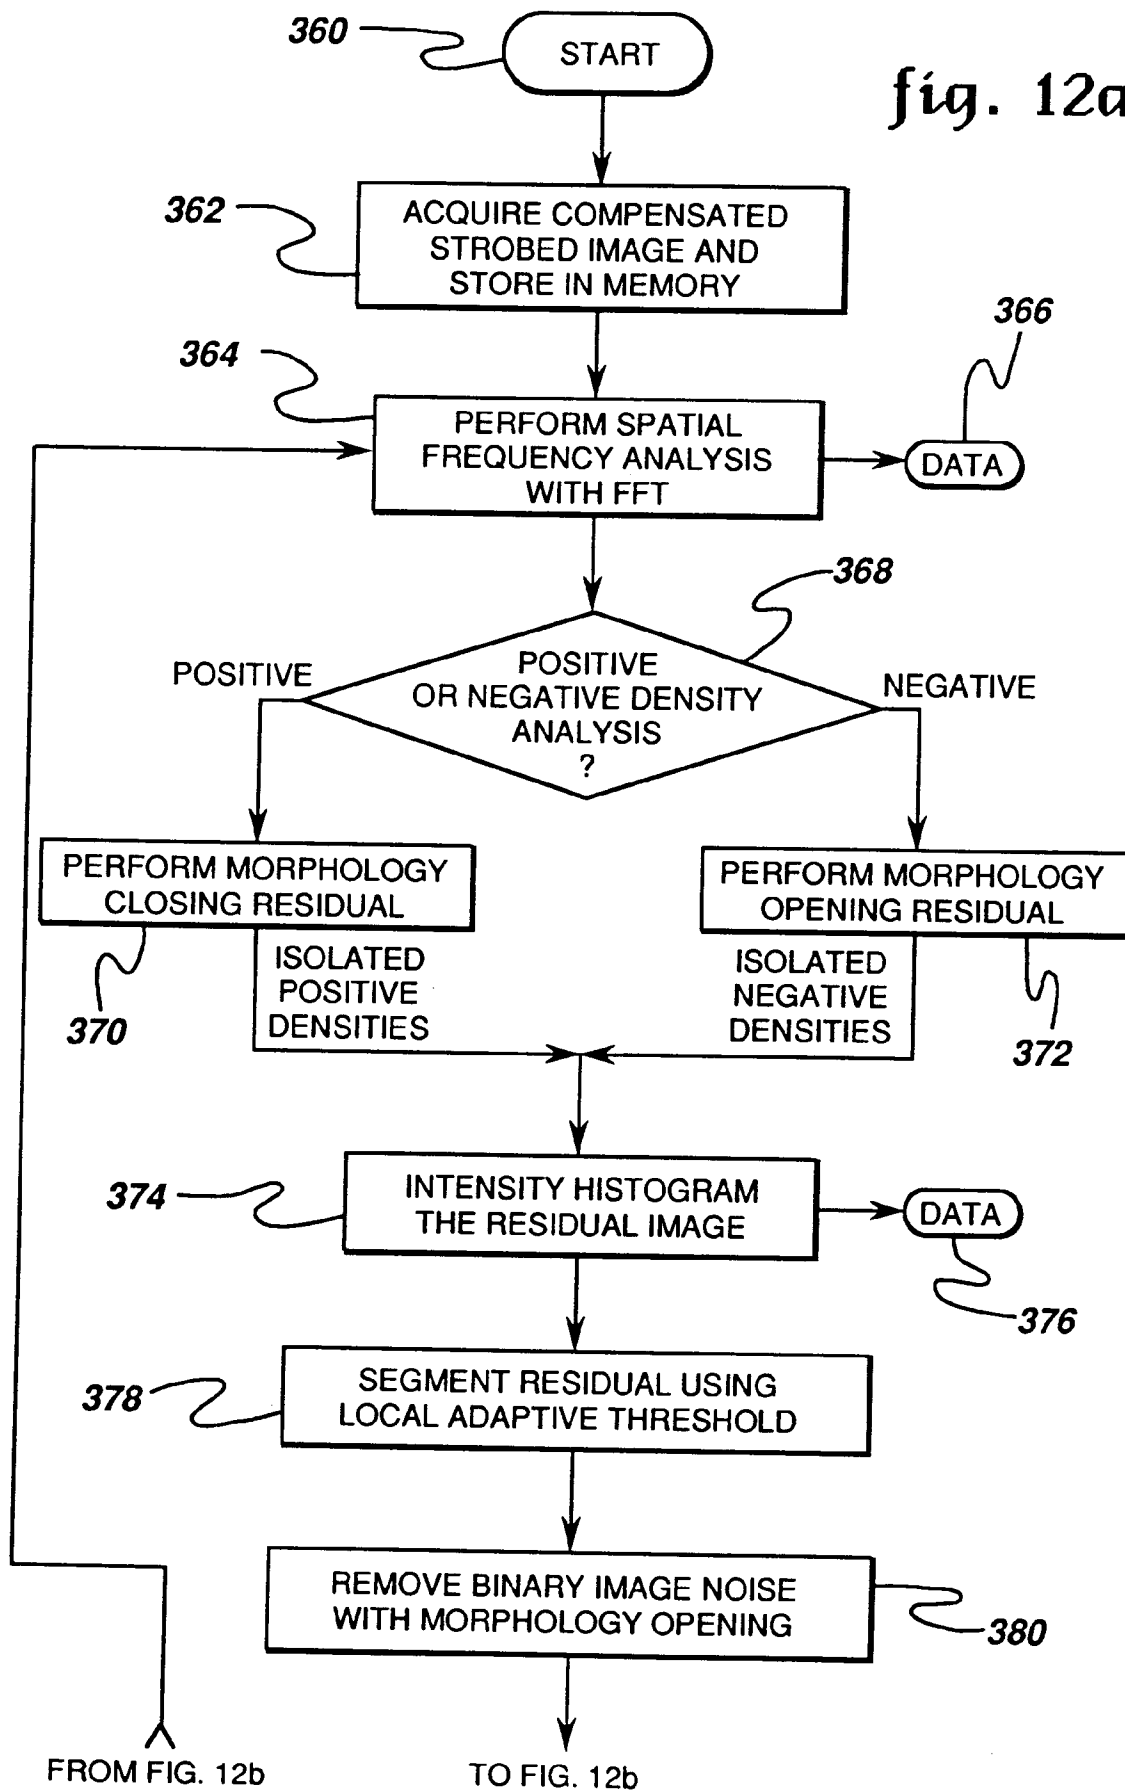 360
START
fig. 12a
362
ACQUIRE COMPENSATED
STROBED IMAGE AND
STORE IN MEMORY
366
364
PERFORM SPATIAL
FREQUENCY ANALYSIS
WITH FFT
DATA
368
POSITIVE
POSITIVE
OR NEGATIVE DENSITY
ANALYSIS
?
NEGATIVE
PERFORM MORPHOLOGY
CLOSING RESIDUAL
PERFORM MORPHOLOGY
OPENING RESIDUAL
370
ISOLATED
POSITIVE
DENSITIES
ISOLATED
NEGATIVE
DENSITIES
372
374
INTENSITY HISTOGRAM
THE RESIDUAL IMAGE
DATA
376
378
SEGMENT RESIDUAL USING
LOCAL ADAPTIVE THRESHOLD
REMOVE BINARY IMAGE NOISE
WITH MORPHOLOGY OPENING
380
FROM FIG. 12b
TO FIG. 12b